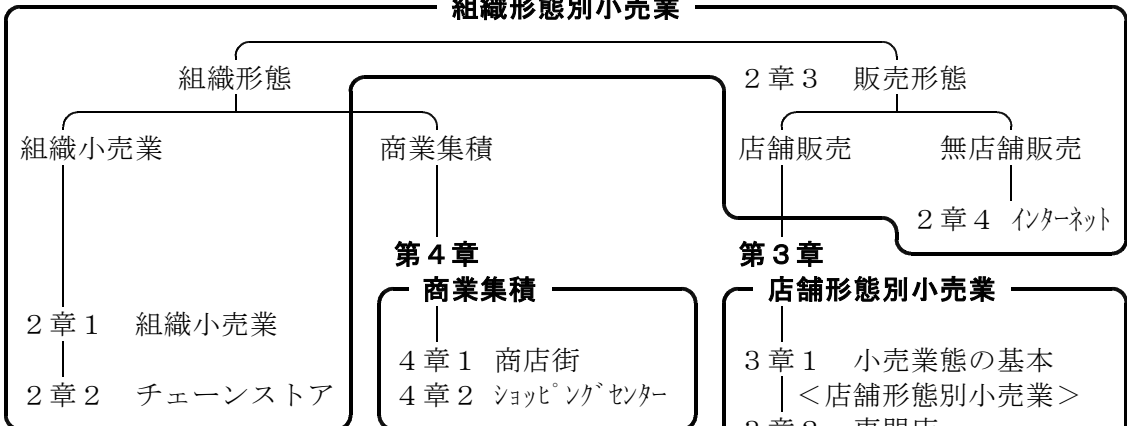 組織形態別小売業
組織形態
２章３　販売形態
組織小売業
商業集積
店舗販売
無店舗販売
２章４　ｲﾝﾀｰﾈｯﾄ
第４章
商業集積
第３章
店舗形態別小売業
２章１　組織小売業
２章２　チェーンストア
４章１　商店街
４章２　ｼｮｯﾋﾟﾝｸﾞｾﾝﾀｰ
３章１　小売業態の基本
＜店舗形態別小売業＞